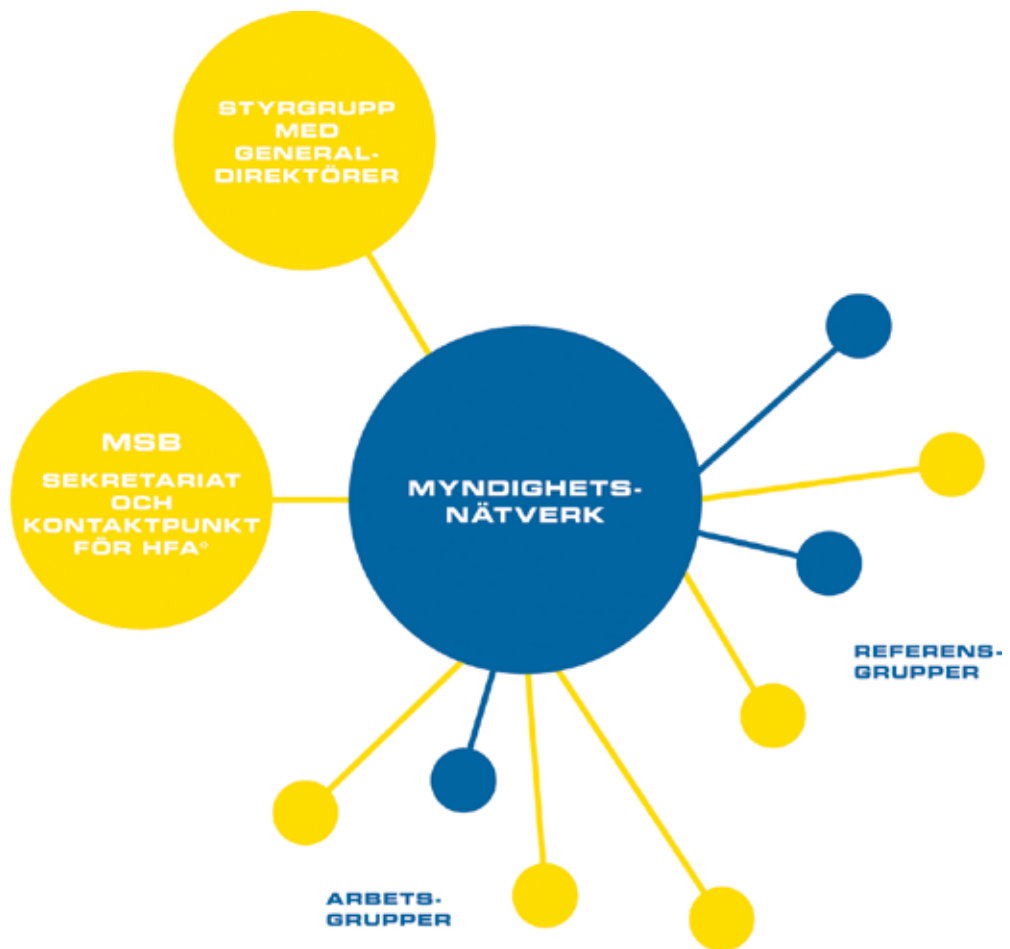 STYRGRUPP
MED
GENERAL-
DIREKTÖRER
MSB
SEKRETARIAT
OCH
KONTAKTPUNKT
FÖR HFA°
MYNDIGHETS-
NÄTVERK
REFERENS-
GRUPPER
ARBETS-
GRUPPER